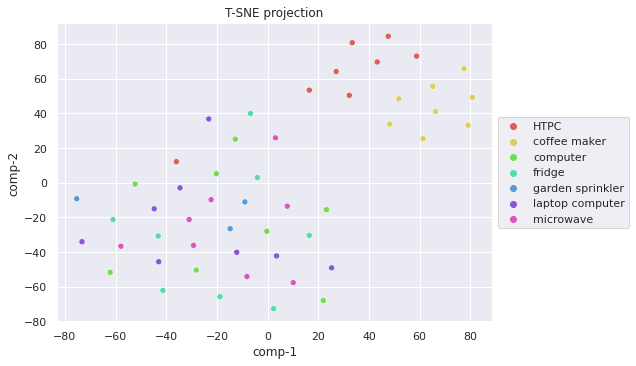 T-SNE projection
80
60
40
20
0
−20
−40
−60
−80
comp-2
−80 −60 −40 −20 0 20 40 60 80
comp-1
HTPC
coffee maker
computer
fridge
garden sprinkler
laptop computer
microwave